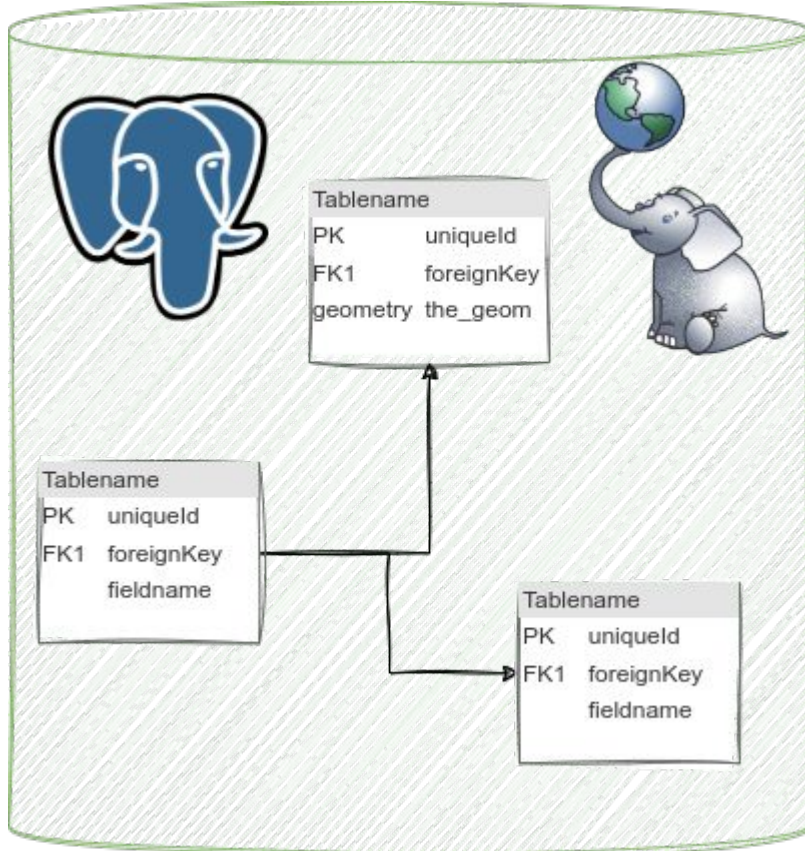 Tablename
PK uniqueId
FK1 foreignKey
geometry the_geom
Tablename
PK uniqueId
FK1 foreignKey
fieldname
Tablename
PK uniqueId
FK1 foreignKey
fieldname